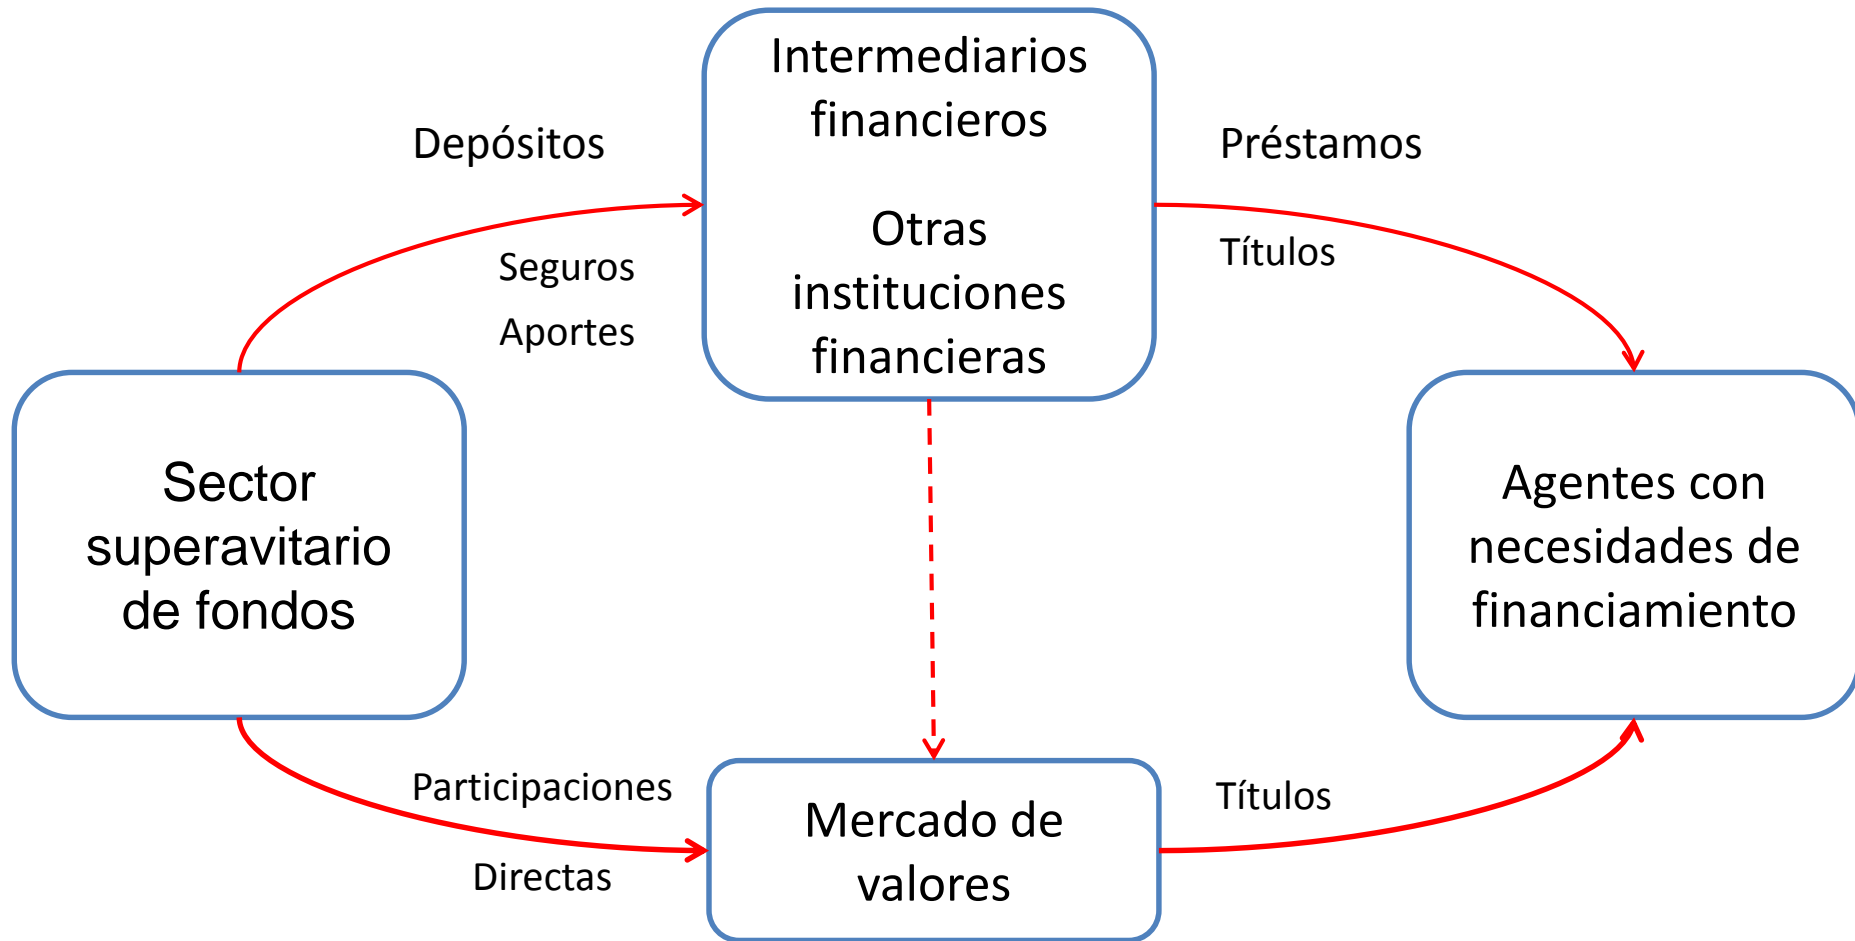 Intermediarios
financieros
Otras
instituciones
financieras
Depósitos
Seguros
Aportes
Préstamos
Títulos
Sector
superavitario
de fondos
Agentes con
necesidades de
financiamiento
Participaciones
Directas
Mercado de
valores
Títulos